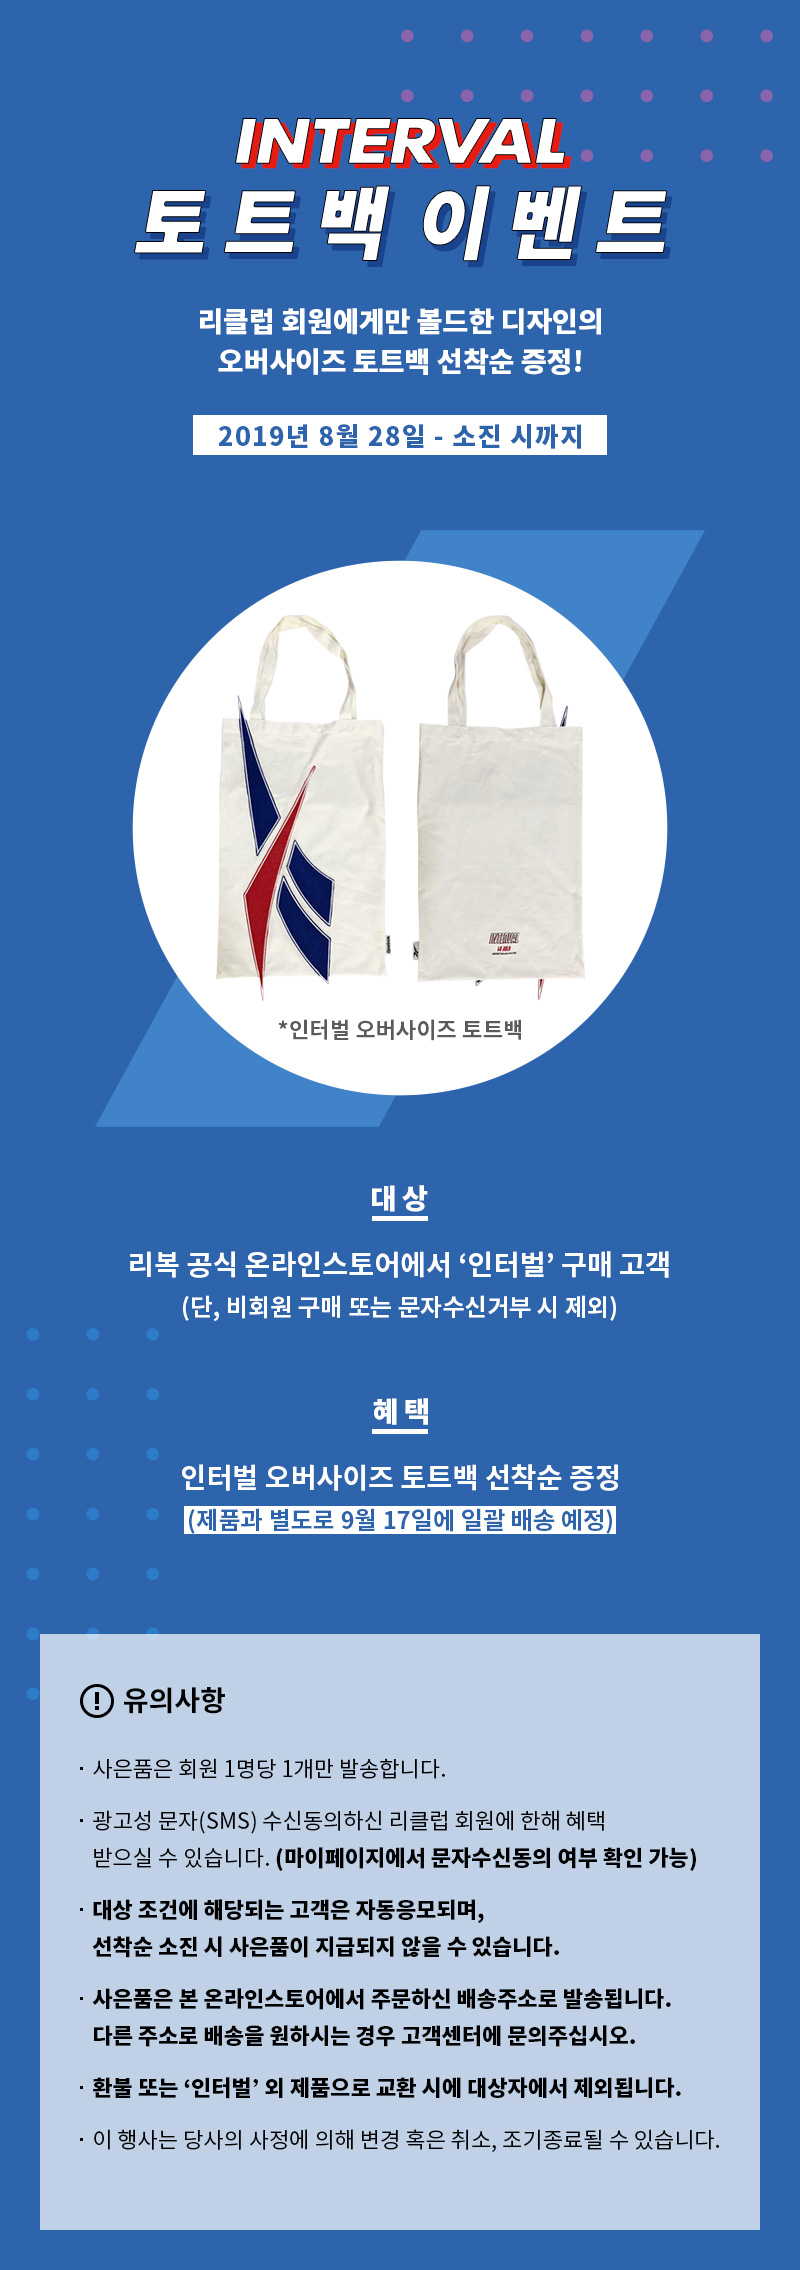 INTERVAL
토트백 이벤트
리클럽 회원에게만 볼드한 디자인의
오버사이즈 토트백 선착순 증정!
2019년 8월 28일 - 소진 시까지
INTERVAL
*인터벌 오버사이즈 토트백
대상
리복 공식 온라인스토어에서 ‘인터벌’ 구매 고객
(단, 비회원 구매 또는 문자수신거부 시 제외)
혜택
인터벌 오버사이즈 토트백 선착순 증정
(제품과 별도로 9월 17일에 일괄 배송 예정)
유의사항
· 사은품은 회원 1명당 1개만 발송합니다.
· 광고성 문자(SMS) 수신동의하신 리클럽 회원에 한해 혜택
받으실 수 있습니다. (마이페이지에서 문자수신동의 여부 확인 가능)
· 대상 조건에 해당되는 고객은 자동응모되며,
선착순 소진 시 사은품이 지급되지 않을 수 있습니다.
· 사은품은 본 온라인스토어에서 주문하신 배송주소로 발송됩니다.
다른 주소로 배송을 원하시는 경우 고객센터에 문의주십시오.
· 환불 또는 ‘인터벌’ 외 제품으로 교환 시에 대상자에서 제외됩니다.
· 이 행사는 당사의 사정에 의해 변경 혹은 취소, 조기종료될 수 있습니다.